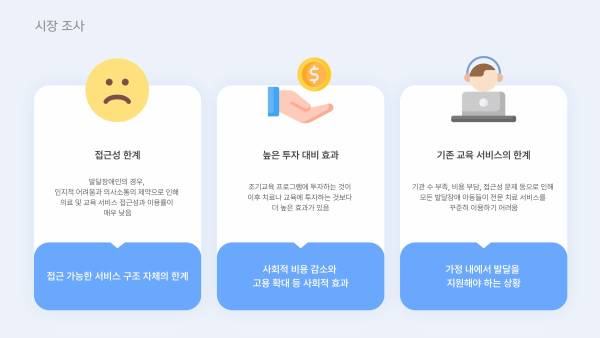 시장 조사
$
접근성 한계
발달장애인의 경우,
인지적 어려움과 의사소통의 제약으로 인해
의료 및 교육 서비스 접근성과 이용률이
매우 낮음
접근 가능한 서비스 구조 자체의 한계
높은 투자 대비 효과
조기교육 프로그램에 투자하는 것이
이후 치료나 교육에 투자하는 것보다
더 높은 효과가 있음
사회적 비용 감소와
고용 확대 등 사회적 효과
기존 교육 서비스의 한계
기관 수 부족, 비용 부담, 접근성 문제 등으로 인해
모든 발달장애 아동들이 전문 치료 서비스를
꾸준히 이용하기 어려움
가정 내에서 발달을
지원해야 하는 상황